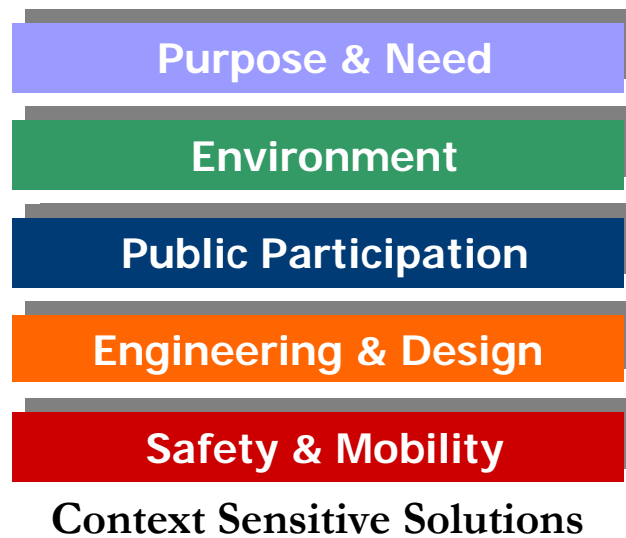 Purpose & Need
Environment
Public Participation
Engineering & Design
Safety & Mobility
Context Sensitive Solutions